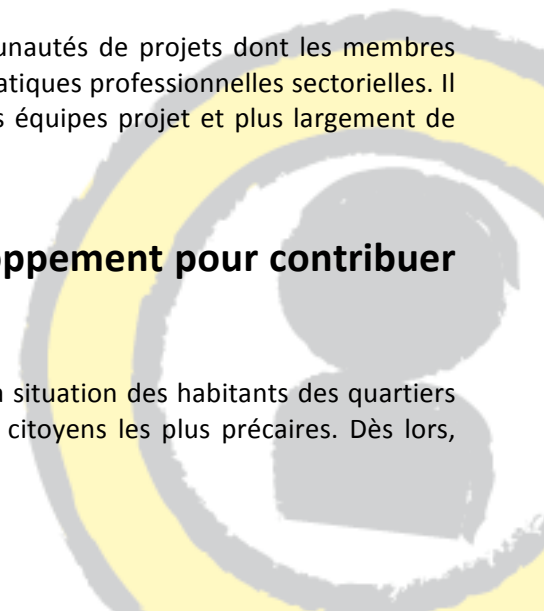 unautés de projets dont les membres
atiques professionnelles sectorielles. Il
s équipes projet et plus largement de
oppement pour contribuer
situation des habitants des quartiers
citoyens les plus précaires. Dès lors,